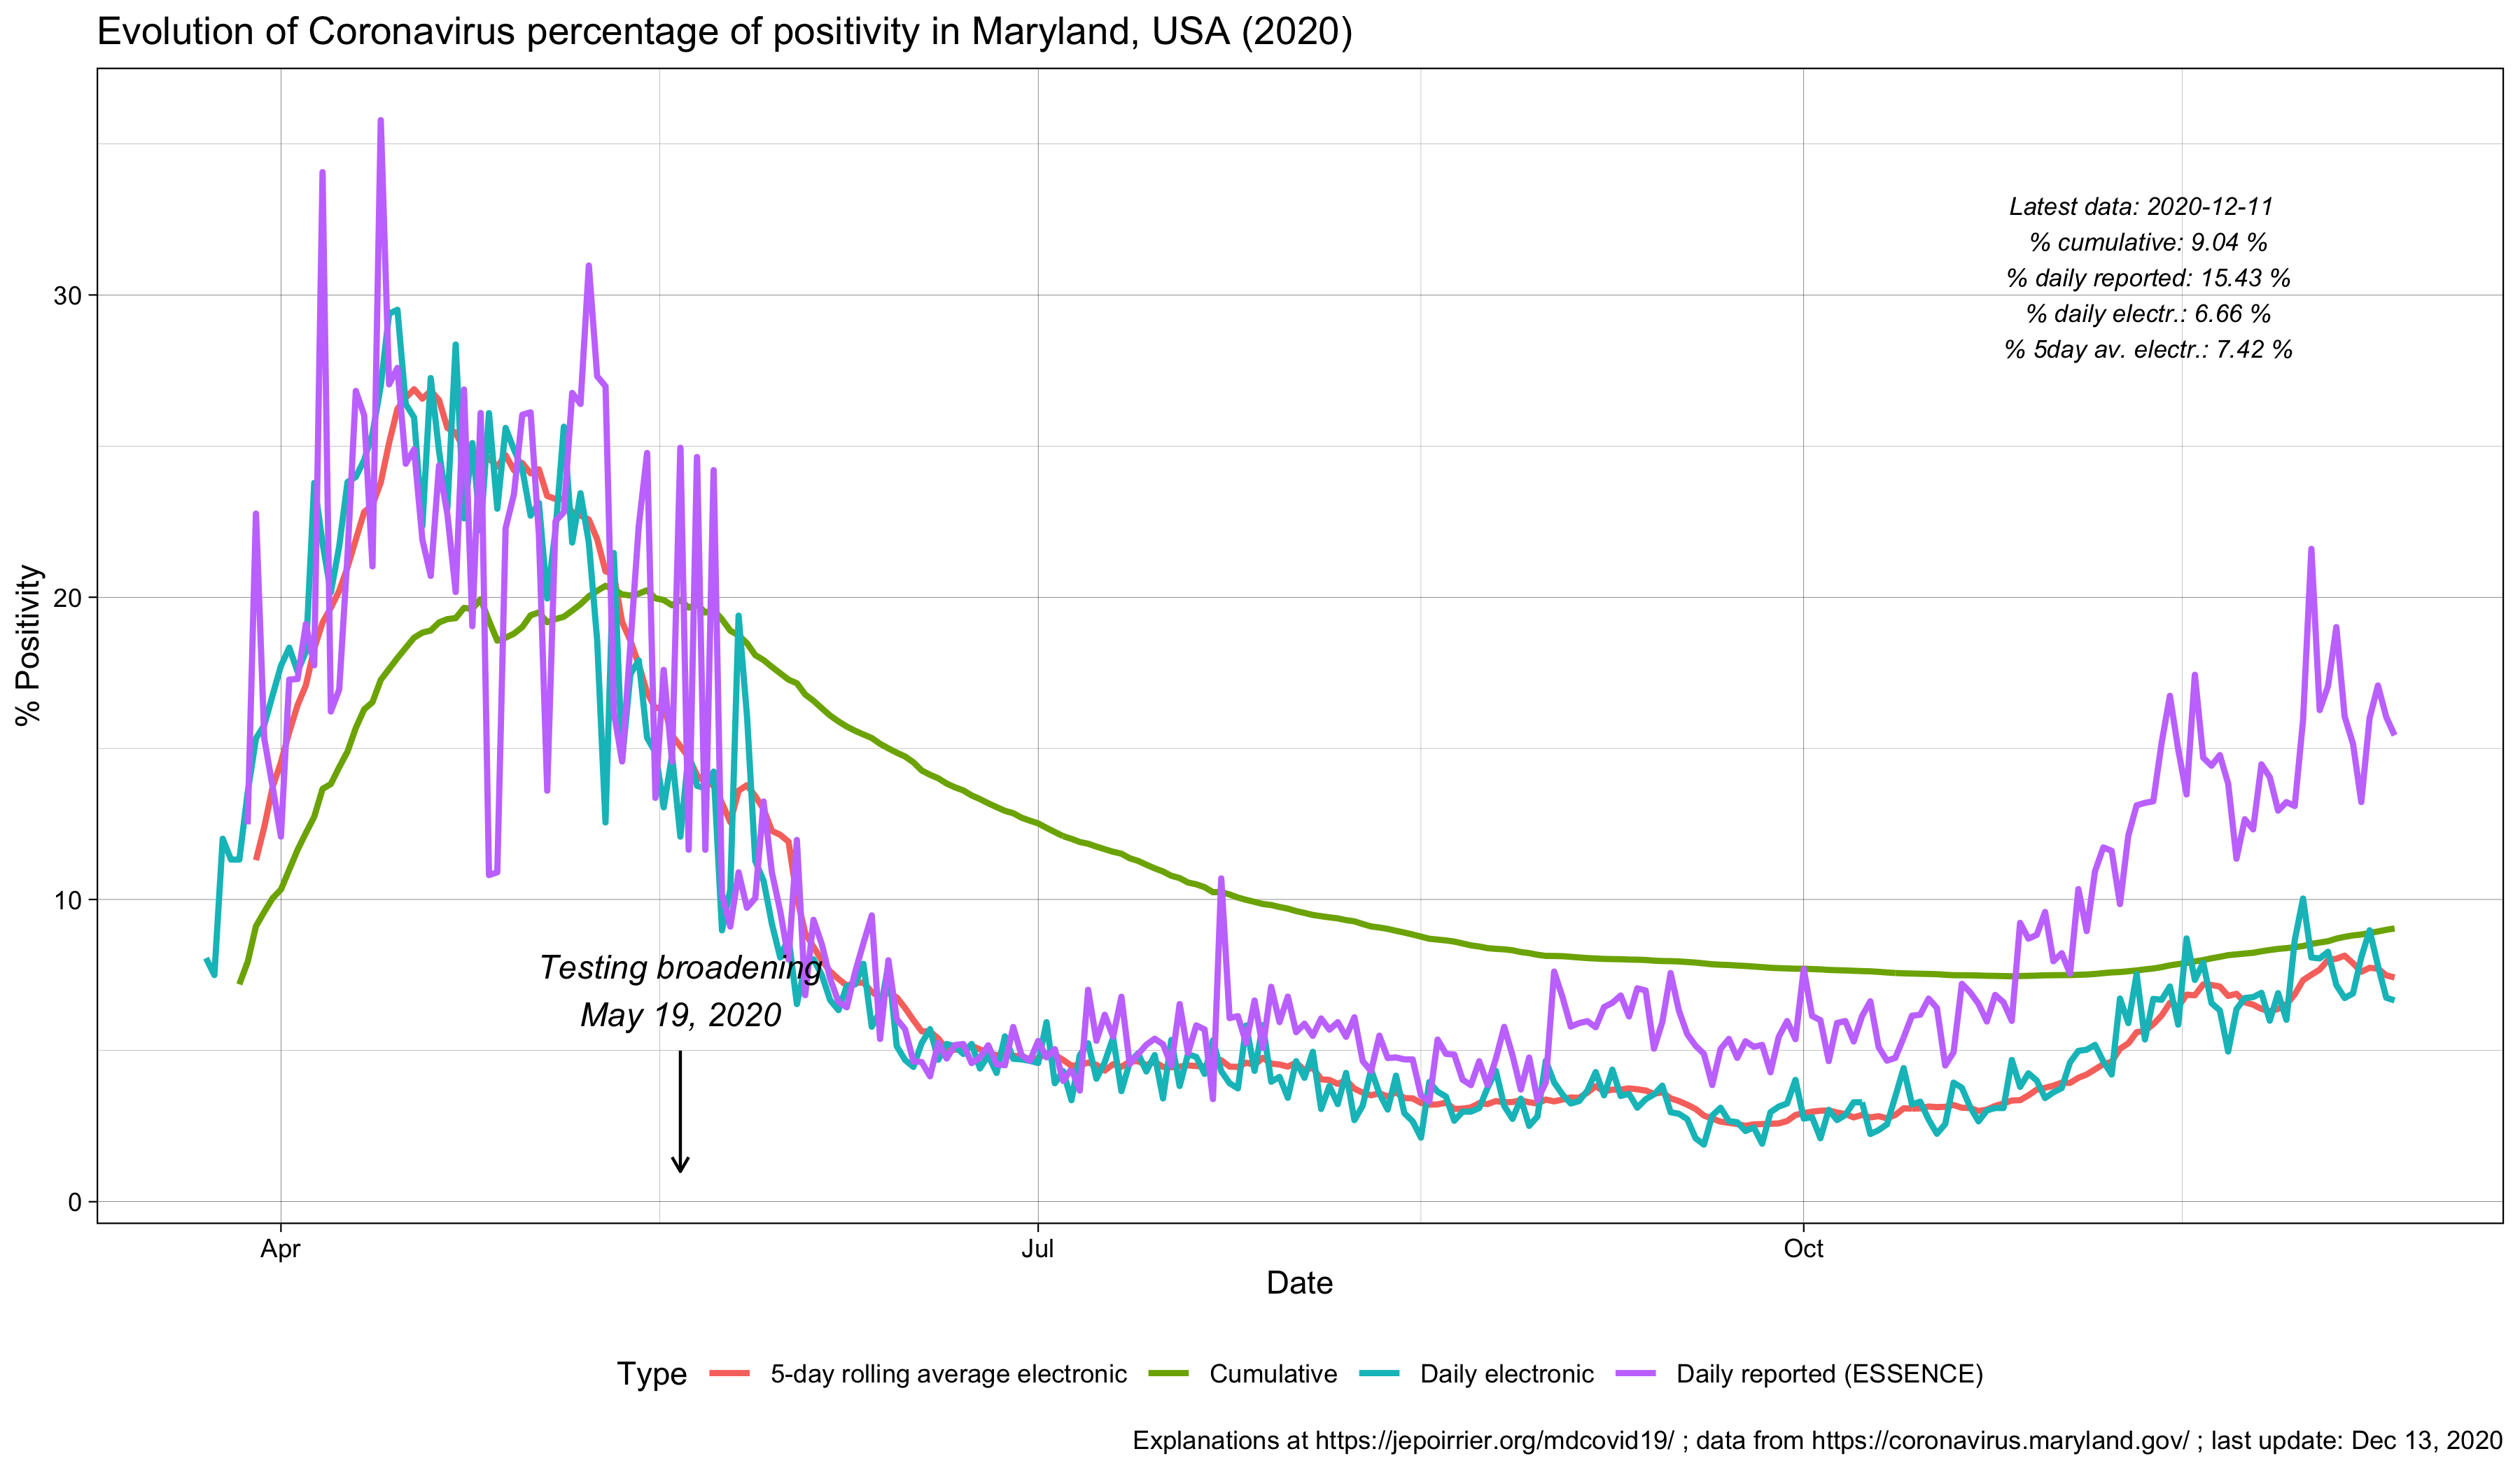 Evolution of Coronavirus percentage of positivity in Maryland, USA (2020)
Latest data: 2020-12-11
% cumulative: 9.04 %
% daily reported: 15.43 %
% daily electr.: 6.66 %
% 5day av. electr.: 7.42 %
% Positivity
30
20
10
0
Testing broadening
May 19, 2020
Apr
Jul
Oct
Date
Type 5-day rolling average electronic Cumulative Daily electronic Daily reported (ESSENCE)
Explanations at https://jepoirrier.org/mdcovid19/ ; data from https://coronavirus.maryland.gov/ ; last update: Dec 13, 2020